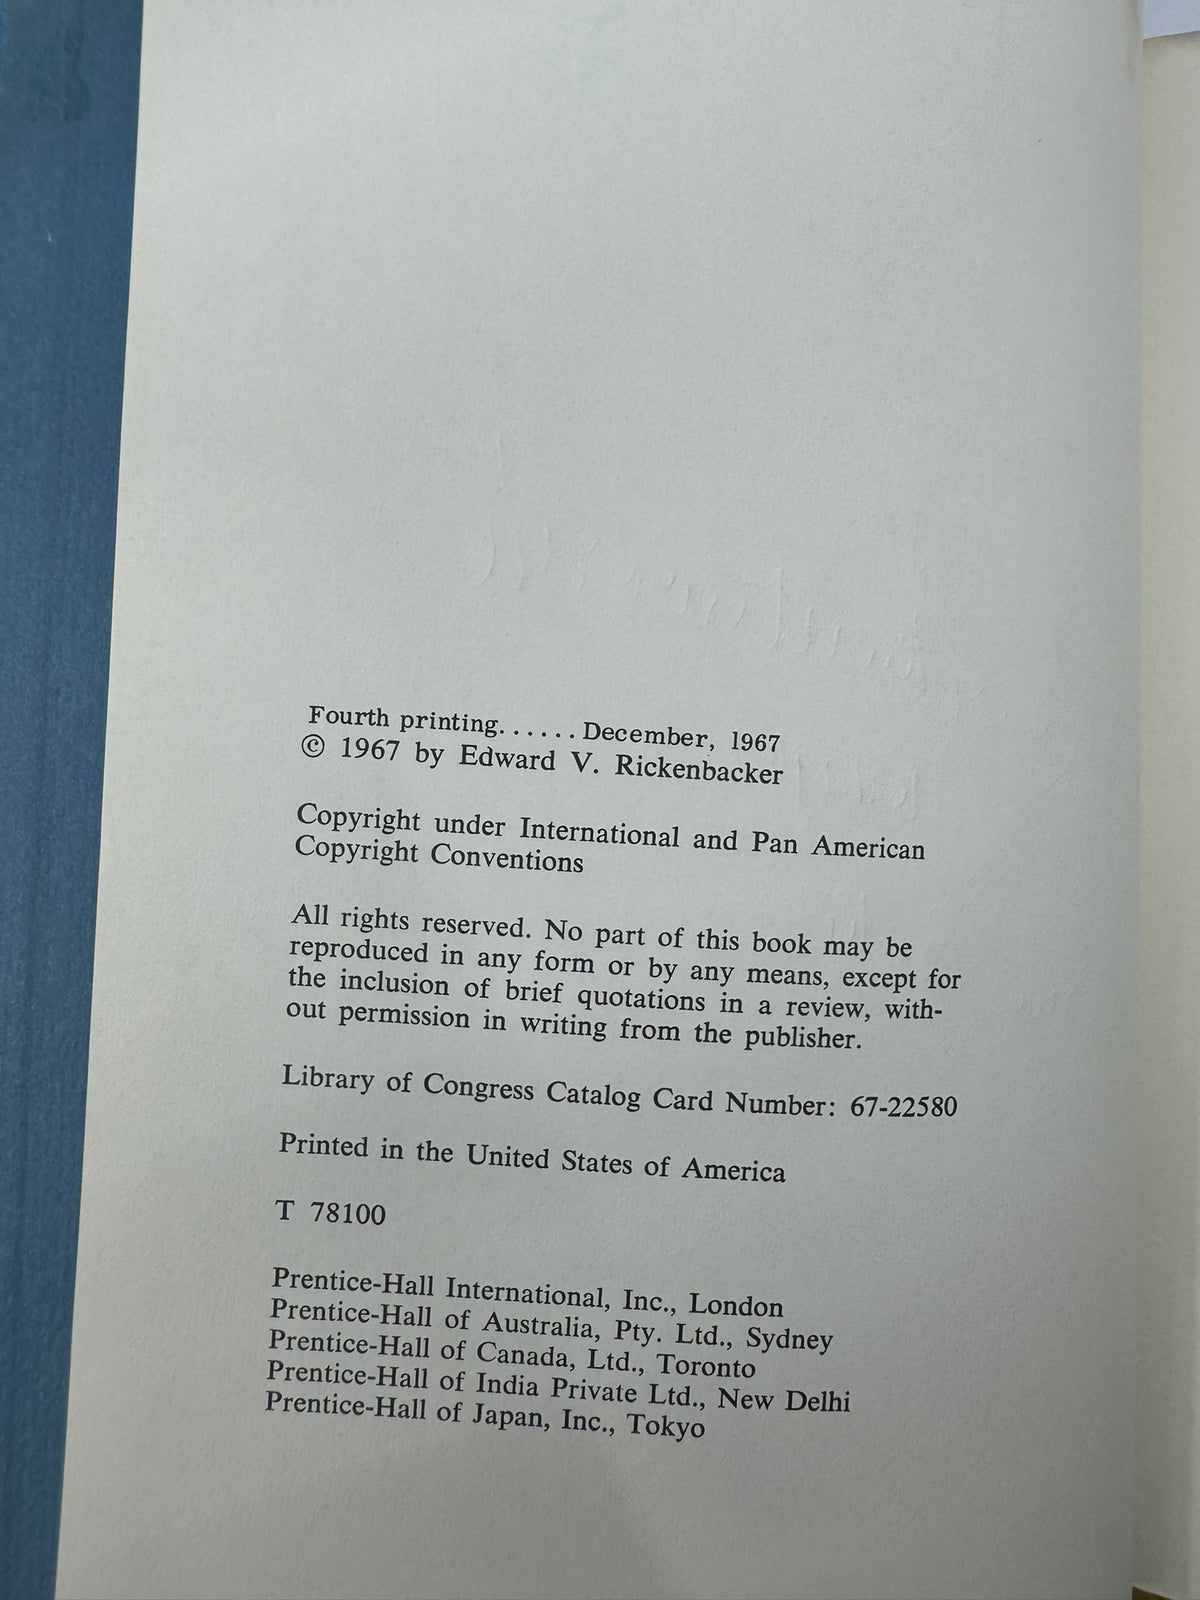 Fourth printing......December, 1967
© 1967 by Edward V. Rickenbacker
Copyright under International and Pan American
Copyright Conventions
All rights reserved. No part of this book may be
reproduced in any form or by any means, except for
the inclusion of brief quotations in a review, with-
out permission in writing from the publisher.
Library of Congress Catalog Card Number: 67-22580
Printed in the United States of America
T 78100
Prentice-Hall International, Inc., London
Prentice-Hall of Australia, Pty. Ltd., Sydney
Prentice-Hall of Canada, Ltd., Toronto
Prentice-Hall of India Private Ltd., New Delhi
Prentice-Hall of Japan, Inc., Tokyo